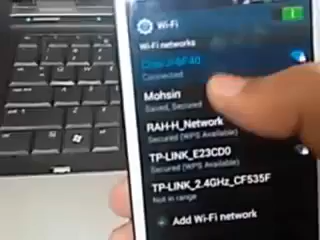 Wi-Fi
Wi-Fi networks
Connected
Mohsin
Saved, Secured
RAH-H_Network
Secured (WPS Available)
TP-LINK_E23CD0
Secured (WPS Available)
TP-LINK_2.4GHz_CF535F
Not in range
+ Add Wi-Fi network